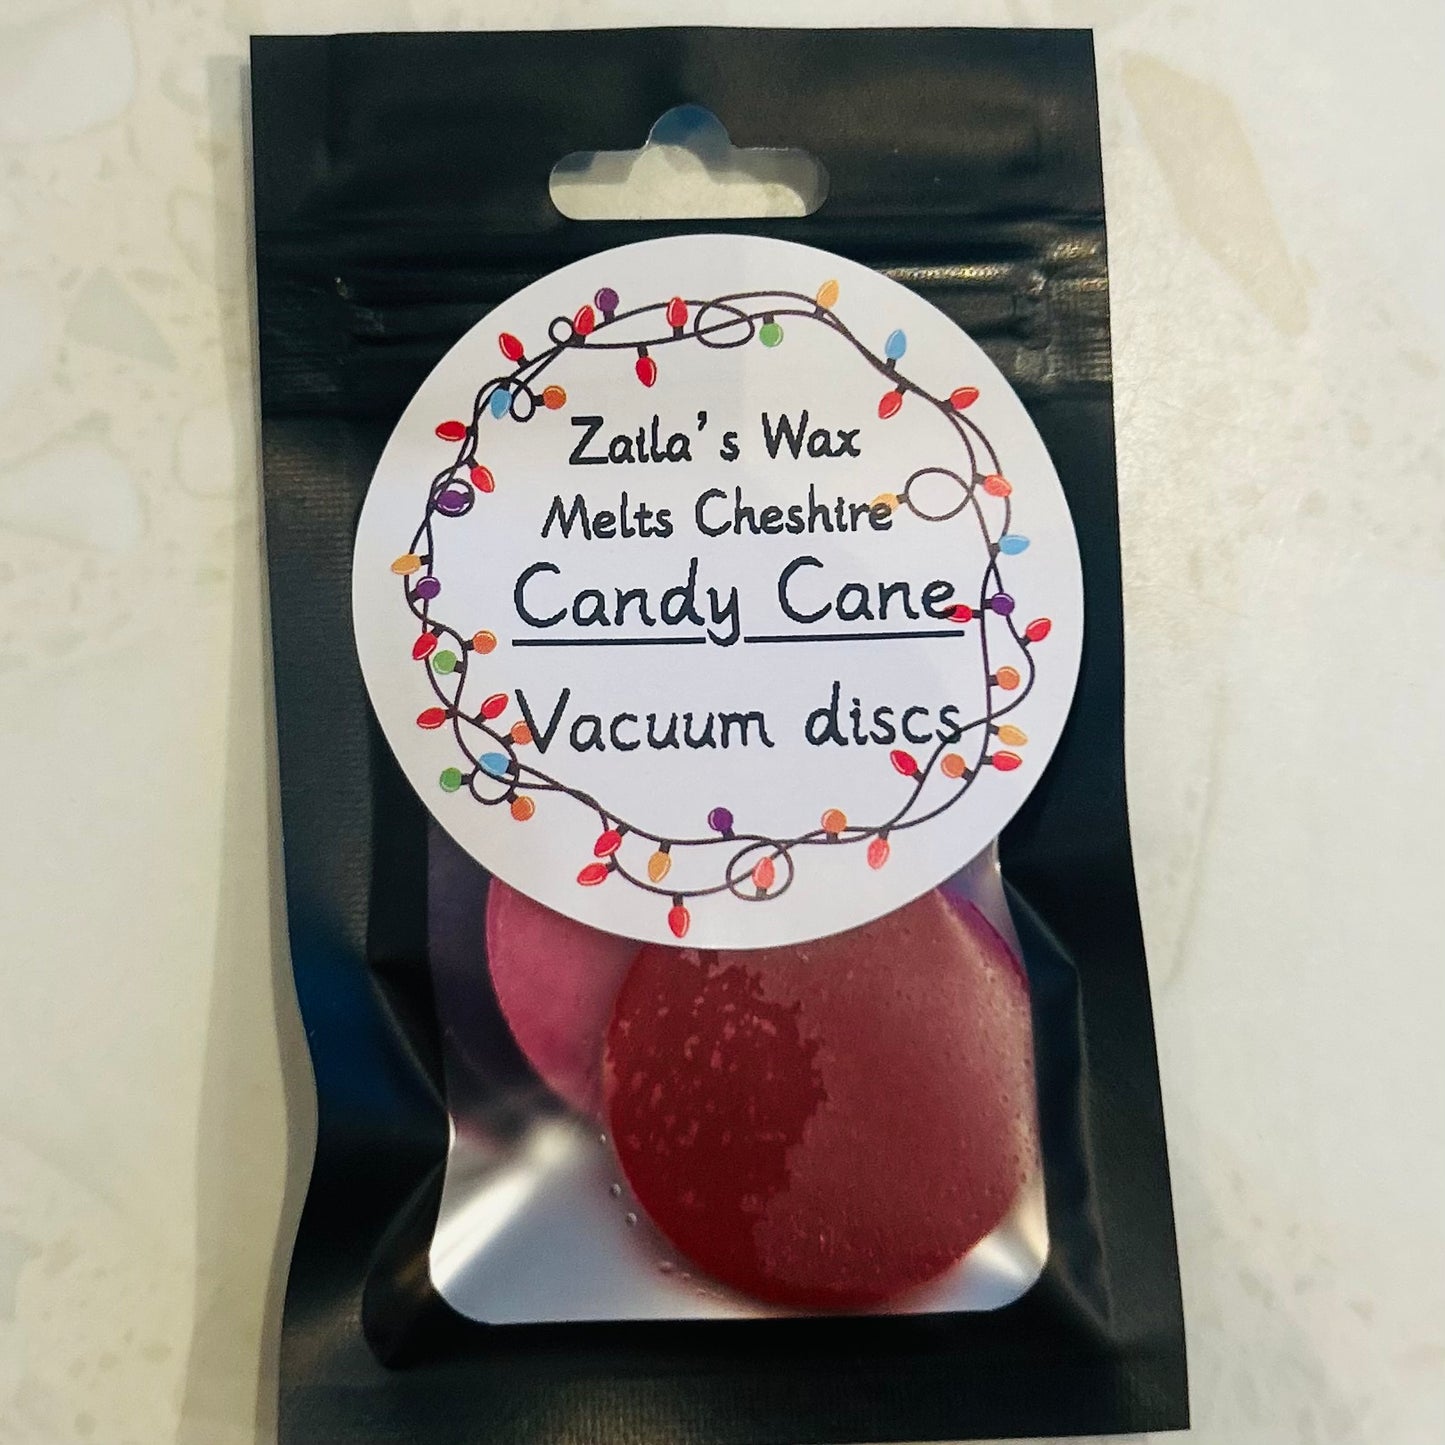 Zaila's Wax
Melts Cheshire
Candy Cane
Vacuum discs